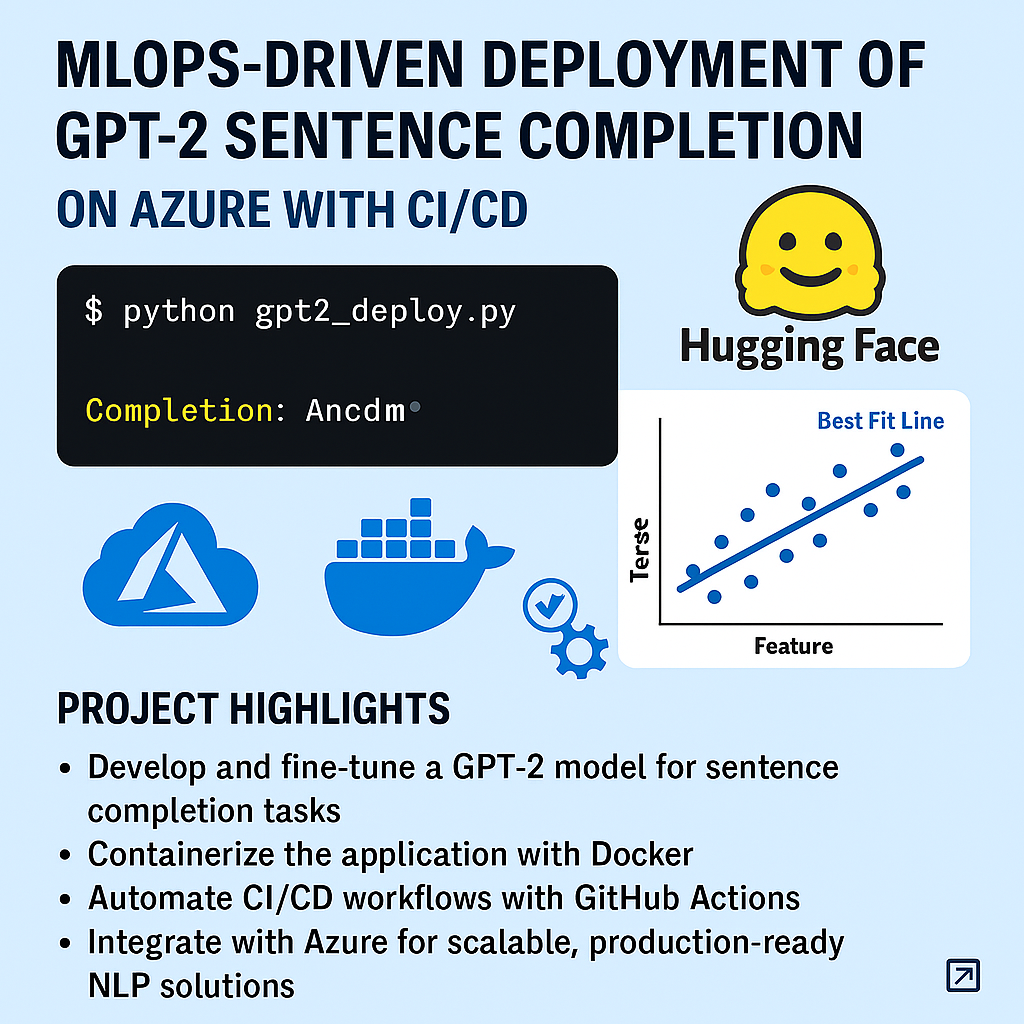 MLOPS-DRIVEN DEPLOYMENT OF
GPT-2 SENTENCE COMPLETION
ON AZURE WITH CI/CD
$ python gpt2_deploy.py
Completion: Ancdm
Hugging Face
Best Fit Line
Terse
Feature
PROJECT HIGHLIGHTS
• Develop and fine-tune a GPT-2 model for sentence
completion tasks
• Containerize the application with Docker
• Automate CI/CD workflows with GitHub Actions
• Integrate with Azure for scalable, production-ready
NLP solutions